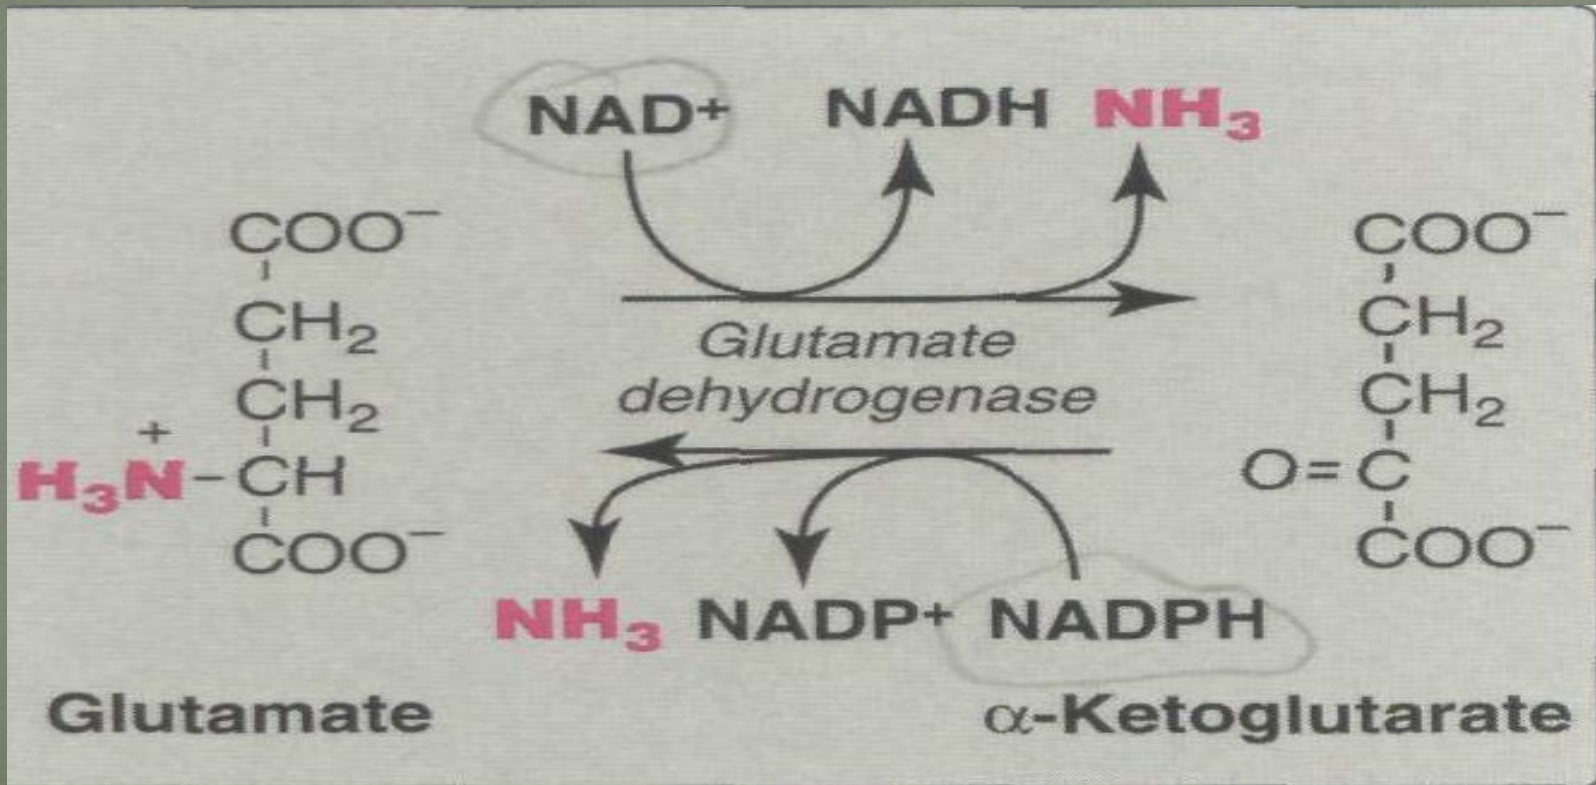 NAD+ NADH NH₃
COO⁻
CH₂
CH₂
+
H₃N–CH
COO⁻
Glutamate
dehydrogenase
COO⁻
CH₂
CH₂
O=C
COO⁻
NH₃ NADP+ NADPH
Glutamate
α-Ketoglutarate